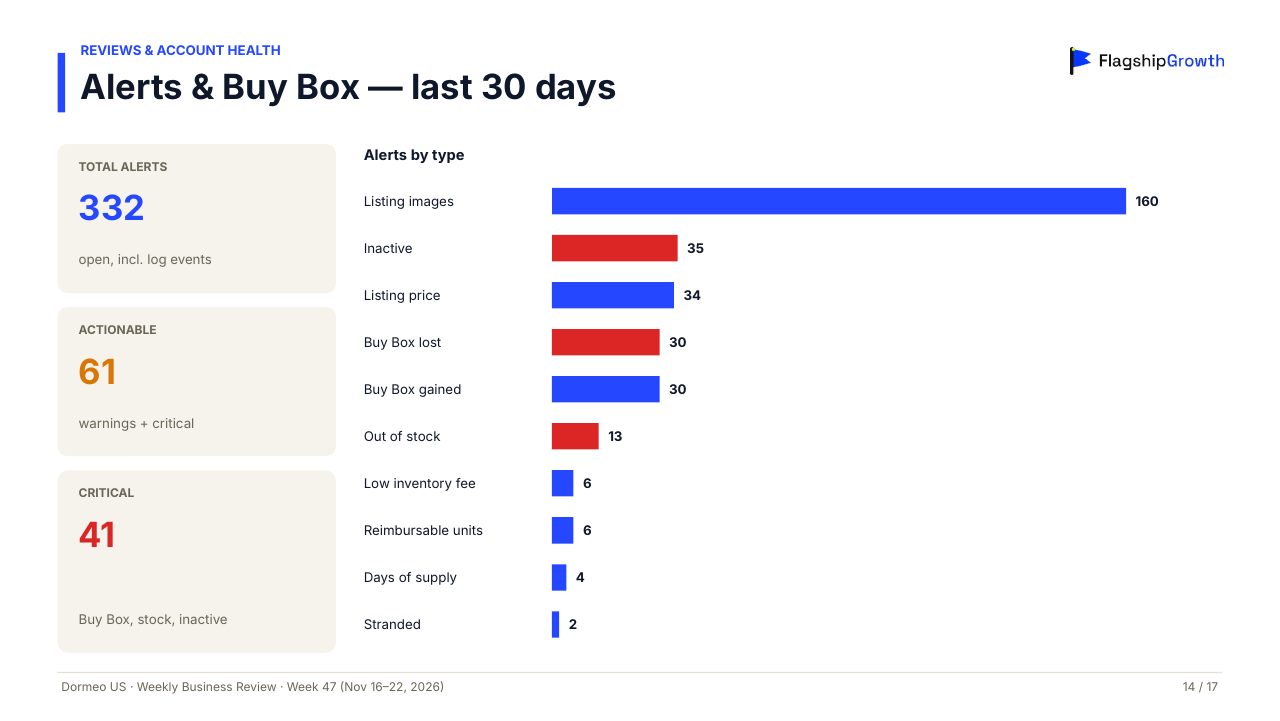 REVIEWS & ACCOUNT HEALTH
Alerts & Buy Box — last 30 days
FlagshipGrowth
TOTAL ALERTS
332
open, incl. log events
ACTIONABLE
61
warnings + critical
CRITICAL
41
Buy Box, stock, inactive
Alerts by type
Listing images 160
Inactive 35
Listing price 34
Buy Box lost 30
Buy Box gained 30
Out of stock 13
Low inventory fee 6
Reimbursable units 6
Days of supply 4
Stranded 2
Dormeo US · Weekly Business Review · Week 47 (Nov 16–22, 2026)
14 / 17